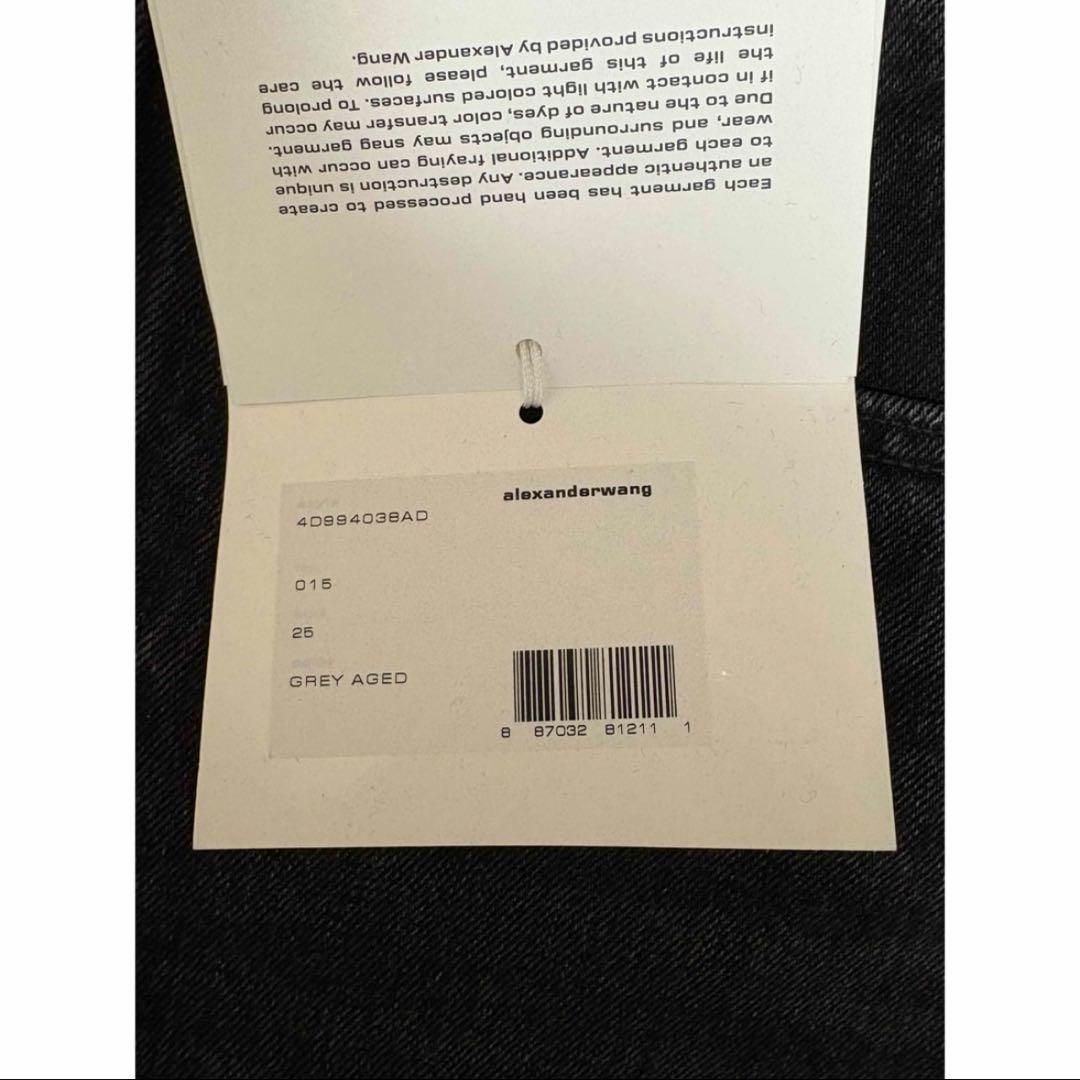 Each garment has been hand processed to create
an authentic appearance. Any destruction is unique
to each garment. Additional fraying can occur with
wear, and surrounding objects may snag garment.
Due to the nature of dyes, color transfer may occur
if in contact with light colored surfaces. To prolong
the life of this garment, please follow the care
instructions provided by Alexander Wang.
alexanderwang
4D994038AD
015
25
GREY AGED
8 87032 81211 1